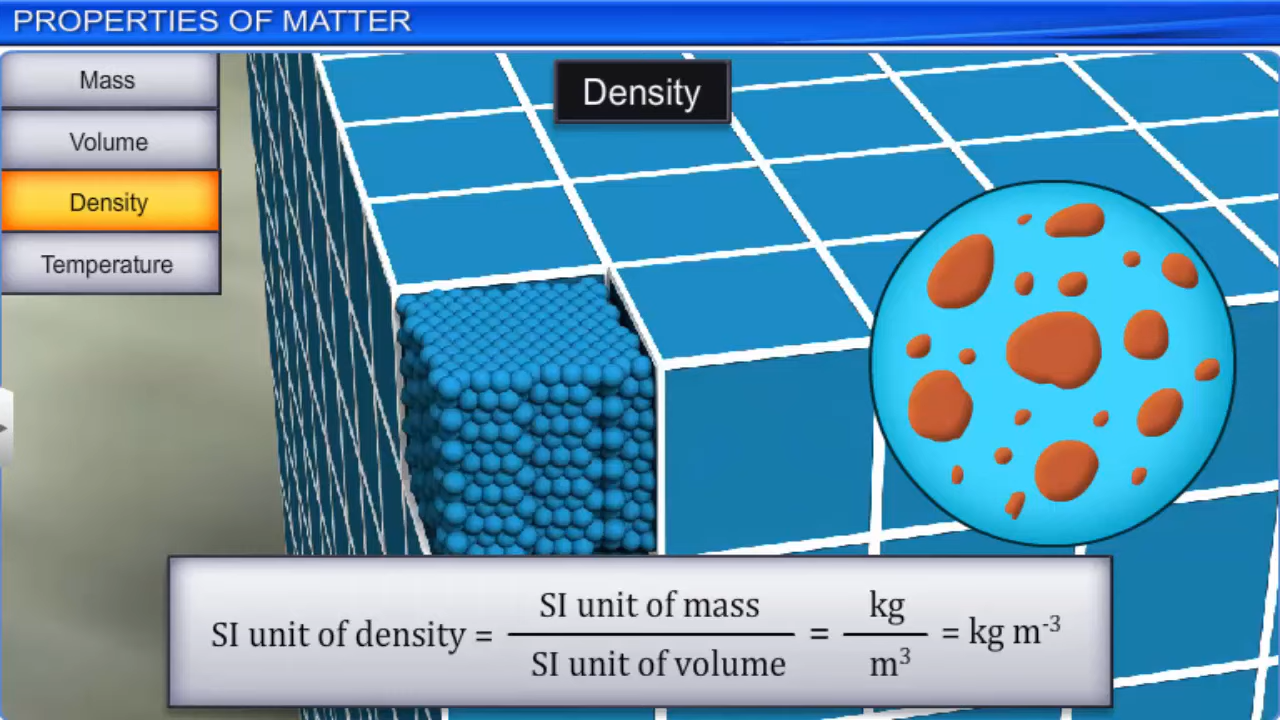 PROPERTIES OF MATTER
Mass
Volume
Density
Temperature
Density
SI unit of density = SI unit of mass / SI unit of volume = kg / m³ = kg m⁻³